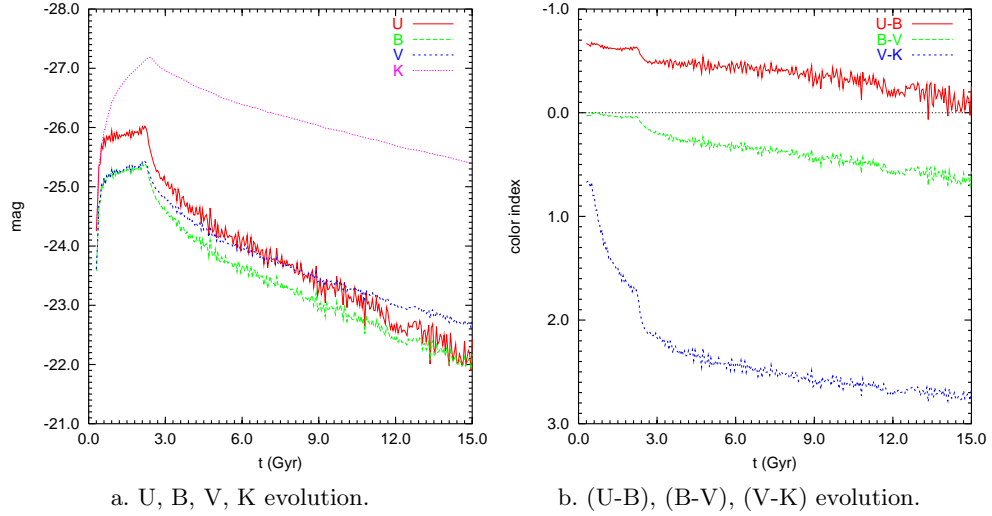 -28.0
-27.0
-26.0
-25.0
-24.0
-23.0
-22.0
-21.0
mag
U
B
V
K
0.0 3.0 6.0 9.0 12.0 15.0
t (Gyr)
a. U, B, V, K evolution.
-1.0
0.0
1.0
2.0
3.0
color index
U-B
B-V
V-K
0.0 3.0 6.0 9.0 12.0 15.0
t (Gyr)
b. (U-B), (B-V), (V-K) evolution.